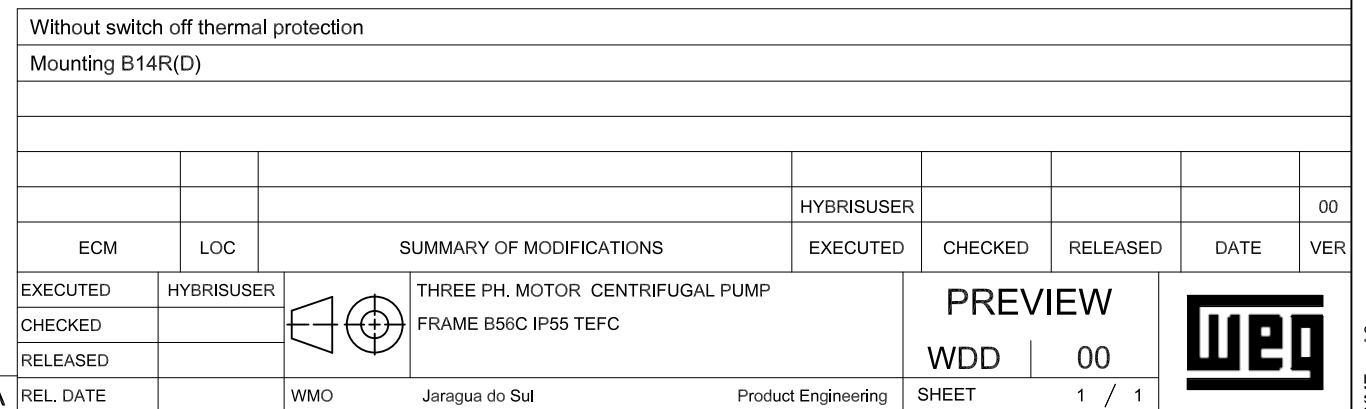 Without switch off thermal protection
Mounting B14R(D)
HYBRISUSER 00
ECM LOC SUMMARY OF MODIFICATIONS EXECUTED CHECKED RELEASED DATE VER
EXECUTED HYBRISUSER THREE PH. MOTOR CENTRIFUGAL PUMP PREVIEW
CHECKED FRAME B56C IP55 TEFC
RELEASED WDD 00
REL. DATE WMO Jaragua do Sul Product Engineering SHEET 1 / 1
weg
A